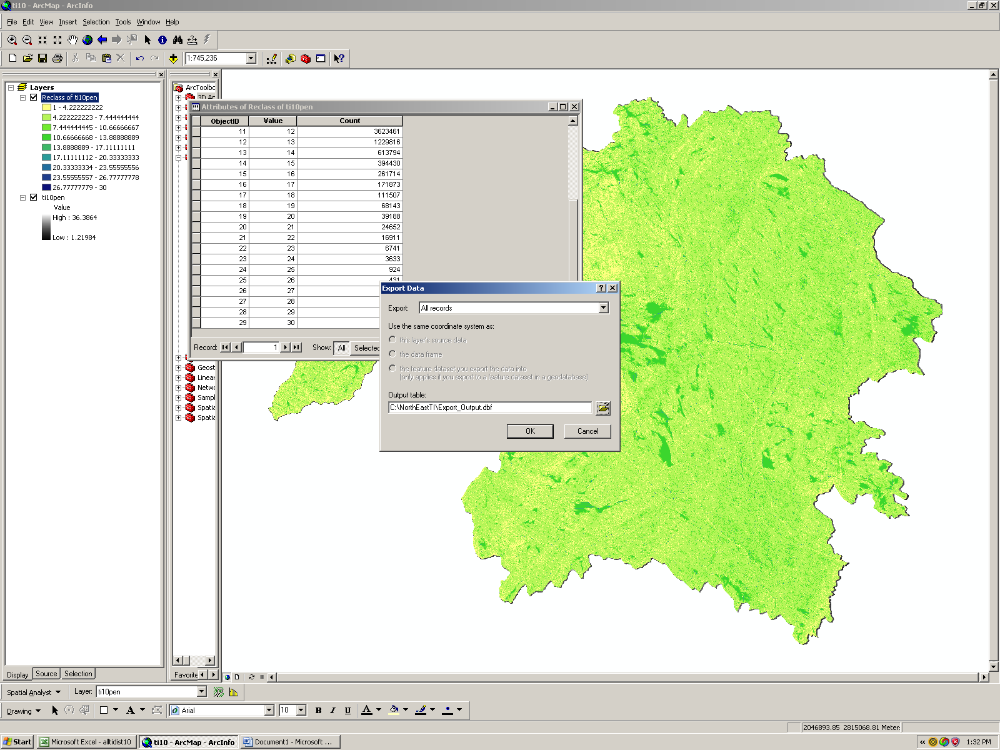 ti10 - ArcMap - ArcInfo
File Edit View Insert Selection Tools Window Help
1:745,236
Layers
Reclass of ti10pen
1 - 4.222222222
4.222222223 - 7.444444444
7.444444445 - 10.66666667
10.66666668 - 13.88888889
13.8888889 - 17.11111111
17.11111112 - 20.33333333
20.33333334 - 23.55555556
23.55555557 - 26.77777778
26.77777779 - 30
ti10pen
Value
High : 36.3864
Low : 1.21984
Display Source Selection
ArcToolbo
3D Ar
Geost
Linear
Netwo
Sampl
Spatia
Spatia
Favorite
Attributes of Reclass of ti10pen
ObjectID Value Count
11 12 3623461
12 13 1229816
13 14 613794
14 15 394430
15 16 261714
16 17 171873
17 18 111507
18 19 68143
19 20 39188
20 21 24652
21 22 16911
22 23 6741
23 24 3633
24 25 924
25 26 431
26 27
27 28
28 29
29 30
Record: 1 Show: All Selected
Export Data
Export: All records
Use the same coordinate system as:
this layer's source data
the data frame
the feature dataset you export the data into
(only applies if you export to a feature dataset in a geodatabase)
Output table:
C:\NorthEastTI\Export_Output.dbf
OK Cancel
Spatial Analyst Layer: ti10pen
Drawing A Arial 10 B I U A
2046893.85 2815068.81 Meters
Start Microsoft Excel - alltidist10 ti10 - ArcMap - ArcInfo Document1 - Microsoft ... 1:32 PM